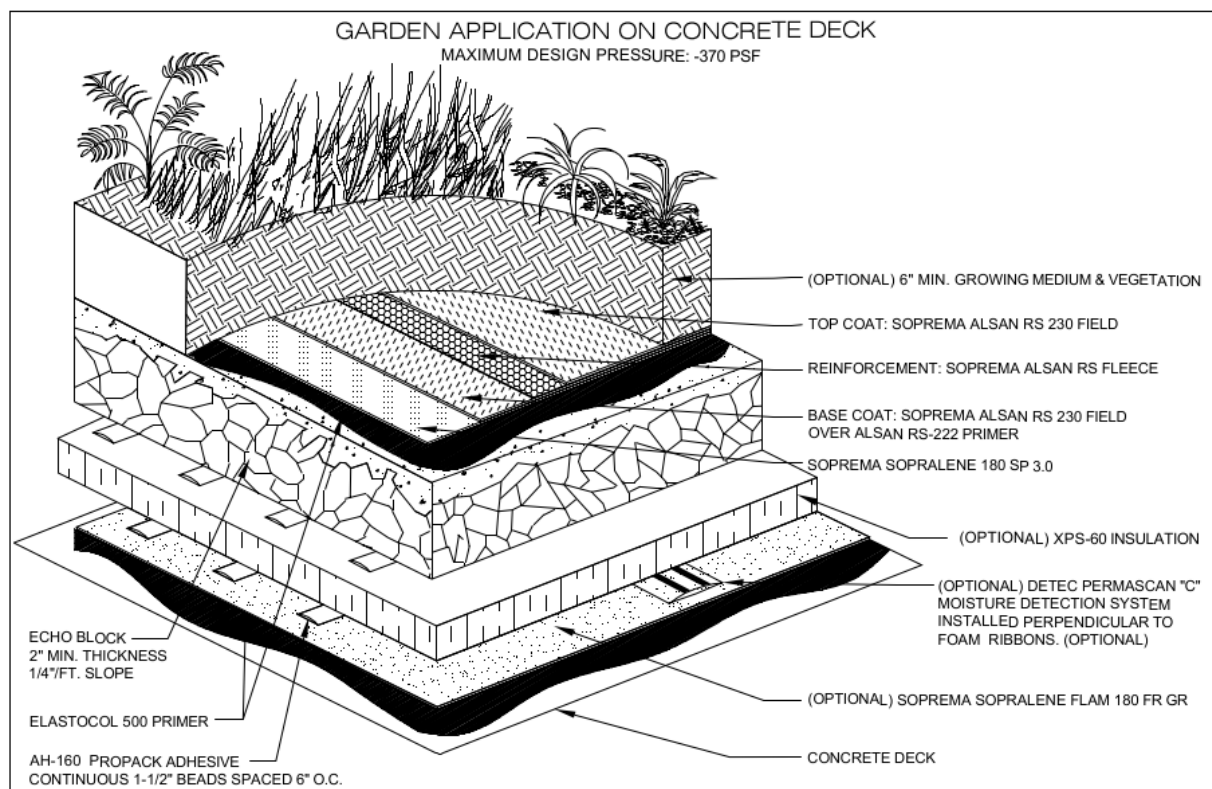 GARDEN APPLICATION ON CONCRETE DECK
MAXIMUM DESIGN PRESSURE: -370 PSF
(OPTIONAL) 6" MIN. GROWING MEDIUM & VEGETATION
TOP COAT: SOPREMA ALSAN RS 230 FIELD
REINFORCEMENT: SOPREMA ALSAN RS FLEECE
BASE COAT: SOPREMA ALSAN RS 230 FIELD
OVER ALSAN RS-222 PRIMER
SOPREMA SOPRALENE 180 SP 3.0
(OPTIONAL) XPS-60 INSULATION
(OPTIONAL) DETEC PERMASCAN "C"
MOISTURE DETECTION SYSTEM
INSTALLED PERPENDICULAR TO
FOAM RIBBONS. (OPTIONAL)
(OPTIONAL) SOPREMA SOPRALENE FLAM 180 FR GR
CONCRETE DECK
ECHO BLOCK
2" MIN. THICKNESS
1/4"/FT. SLOPE
ELASTOCOL 500 PRIMER
AH-160 PROPACK ADHESIVE
CONTINUOUS 1-1/2" BEADS SPACED 6" O.C.